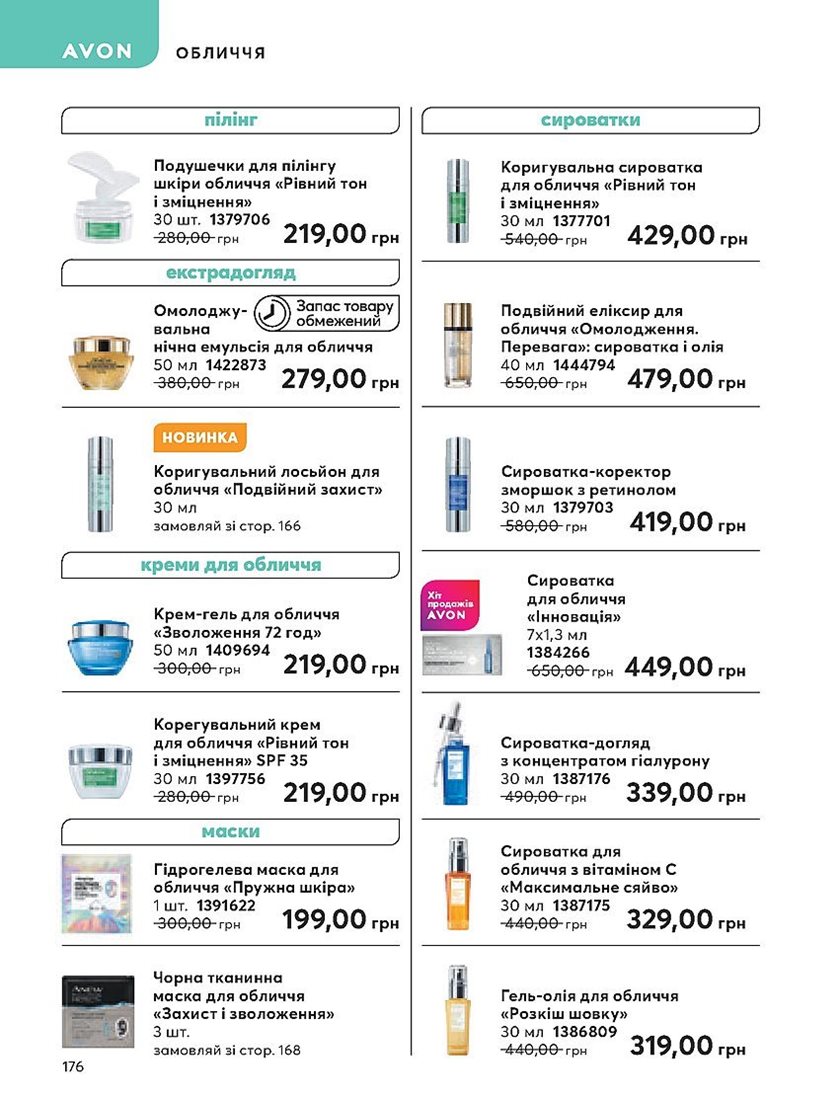 AVON
ОБЛИЧЧЯ
пілінг
Подушечки для пілінгу
шкіри обличчя «Рівний тон
і зміцнення»
30 шт. 1379706
280,00 грн 219,00 грн
екстрадогляд
Запас товару
обмежений
Омолоджу-
вальна
нічна емульсія для обличчя
50 мл 1422873
380,00 грн 279,00 грн
НОВИНКА
Коригувальний лосьйон для
обличчя «Подвійний захист»
30 мл
замовляй зі стор. 166
креми для обличчя
Крем-гель для обличчя
«Зволоження 72 год»
50 мл 1409694
300,00 грн 219,00 грн
Корегувальний крем
для обличчя «Рівний тон
і зміцнення» SPF 35
30 мл 1397756
280,00 грн 219,00 грн
маски
Гідрогелева маска для
обличчя «Пружна шкіра»
1 шт. 1391622
300,00 грн 199,00 грн
ANEW
Чорна тканинна
маска для обличчя
«Захист і зволоження»
3 шт.
замовляй зі стор. 168
176
сироватки
Коригувальна сироватка
для обличчя «Рівний тон
і зміцнення»
30 мл 1377701
540,00 грн 429,00 грн
Подвійний еліксир для
обличчя «Омолодження.
Перевага»: сироватка і олія
40 мл 1444794
650,00 грн 479,00 грн
Сироватка-коректор
зморшок з ретинолом
30 мл 1379703
580,00 грн 419,00 грн
Хіт
продажів
AVON
Сироватка
для обличчя
«Інновація»
7х1,3 мл
1384266
650,00 грн 449,00 грн
Сироватка-догляд
з концентратом гіалурону
30 мл 1387176
490,00 грн 339,00 грн
Сироватка для
обличчя з вітаміном С
«Максимальне сяйво»
30 мл 1387175
440,00 грн 329,00 грн
Гель-олія для обличчя
«Розкіш шовку»
30 мл 1386809
440,00 грн 319,00 грн